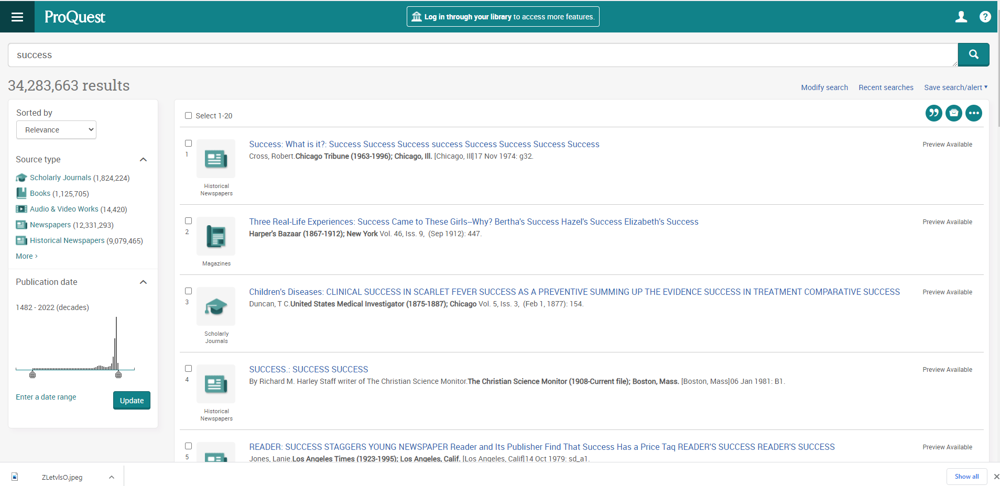 ProQuest
Log in through your library to access more features.
?
success
34,283,663 results
Modify search
Recent searches
Save search/alert
Sorted by
Relevance
Source type
Scholarly Journals (1,824,224)
Books (1,125,705)
Audio & Video Works (14,420)
Newspapers (12,331,293)
Historical Newspapers (9,079,465)
More ›
Publication date
1482 - 2022 (decades)
Enter a date range
Update
Select 1-20
1
Historical
Newspapers
Success: What is it?: Success Success Success success Success Success Success Success
Cross, Robert.Chicago Tribune (1963-1996); Chicago, Ill. [Chicago, Ill]17 Nov 1974: g32.
Preview Available
2
Magazines
Three Real-Life Experiences: Success Came to These Girls--Why? Bertha's Success Hazel's Success Elizabeth's Success
Harper's Bazaar (1867-1912); New York Vol. 46, Iss. 9, (Sep 1912): 447.
Preview Available
3
Scholarly
Journals
Children's Diseases: CLINICAL SUCCESS IN SCARLET FEVER SUCCESS AS A PREVENTIVE SUMMING UP THE EVIDENCE SUCCESS IN TREATMENT COMPARATIVE SUCCESS
Duncan, T C.United States Medical Investigator (1875-1887); Chicago Vol. 5, Iss. 3, (Feb 1, 1877): 154.
Preview Available
4
Historical
Newspapers
SUCCESS.: SUCCESS SUCCESS
By Richard M. Harley Staff writer of The Christian Science Monitor.The Christian Science Monitor (1908-Current file); Boston, Mass. [Boston, Mass]06 Jan 1981: B1.
Preview Available
5
READER: SUCCESS STAGGERS YOUNG NEWSPAPER Reader and Its Publisher Find That Success Has a Price Taq READER'S SUCCESS READER'S SUCCESS
Jones, Lanie.Los Angeles Times (1923-1995); Los Angeles, Calif. [Los Angeles, Calif]14 Oct 1979: sd_a1.
Preview Available
ZLetvlsO.jpeg
Show all